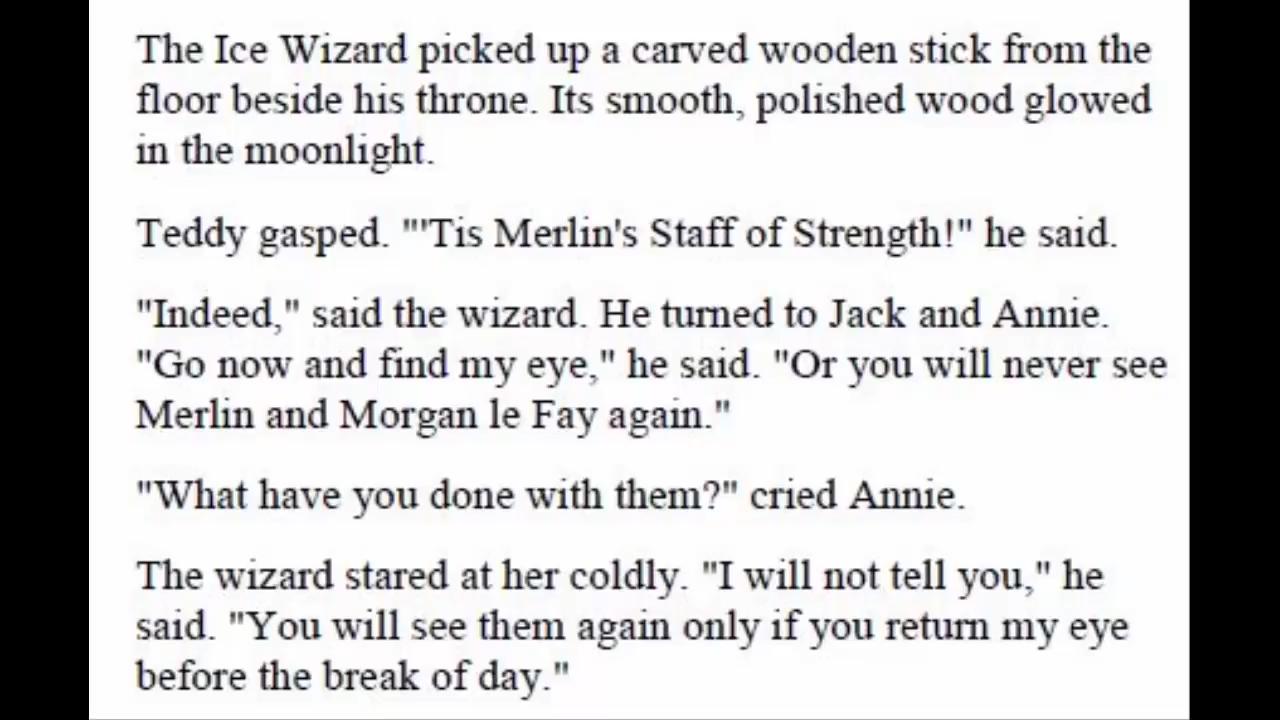 The Ice Wizard picked up a carved wooden stick from the
floor beside his throne. Its smooth, polished wood glowed
in the moonlight.
Teddy gasped. "'Tis Merlin's Staff of Strength!" he said.
"Indeed," said the wizard. He turned to Jack and Annie.
"Go now and find my eye," he said. "Or you will never see
Merlin and Morgan le Fay again."
"What have you done with them?" cried Annie.
The wizard stared at her coldly. "I will not tell you," he
said. "You will see them again only if you return my eye
before the break of day."